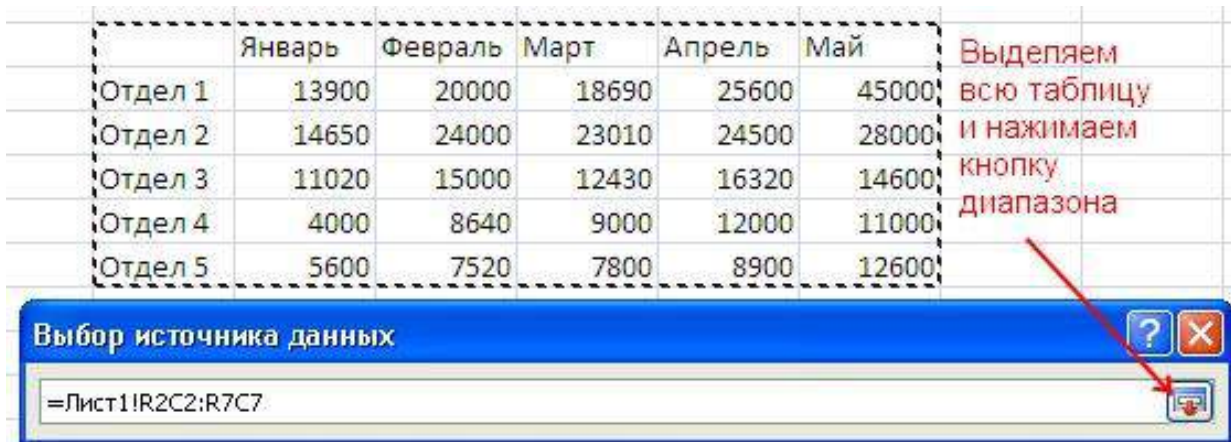 Январь Февраль Март Апрель Май
Отдел 1 13900 20000 18690 25600 45000
Отдел 2 14650 24000 23010 24500 28000
Отдел 3 11020 15000 12430 16320 14600
Отдел 4 4000 8640 9000 12000 11000
Отдел 5 5600 7520 7800 8900 12600
Выделяем
всю таблицу
и нажимаем
кнопку
диапазона
Выбор источника данных
=Лист1!R2C2:R7C7